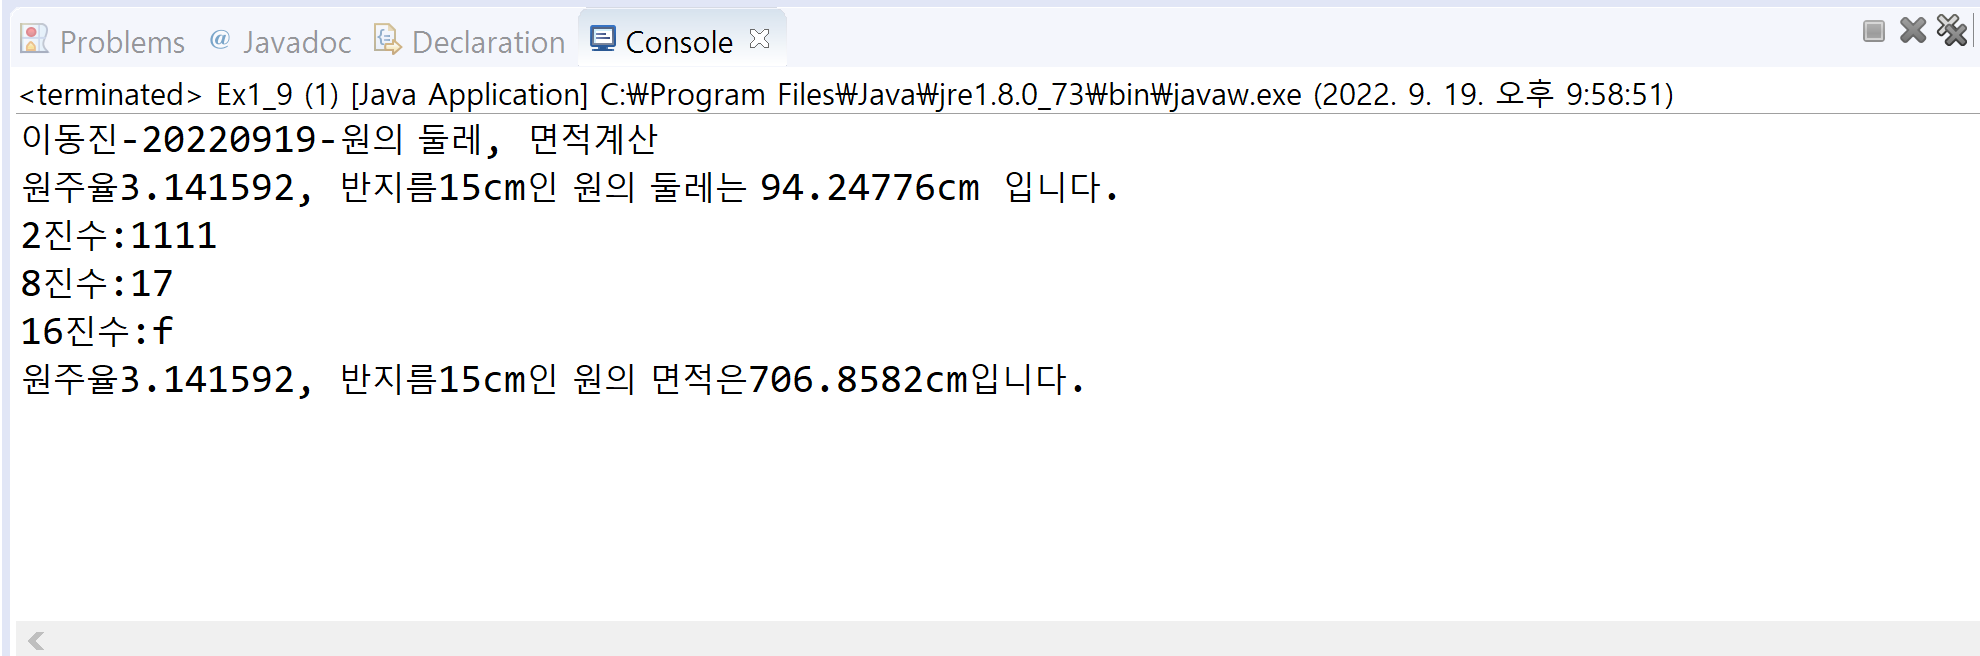 Problems @ Javadoc Declaration Console
<terminated> Ex1_9 (1) [Java Application] C:₩Program Files₩Java₩jre1.8.0_73₩bin₩javaw.exe (2022. 9. 19. 오후 9:58:51)
이동진-20220919-원의 둘레, 면적계산
원주율3.141592, 반지름15cm인 원의 둘레는 94.24776cm 입니다.
2진수:1111
8진수:17
16진수:f
원주율3.141592, 반지름15cm인 원의 면적은706.8582cm입니다.